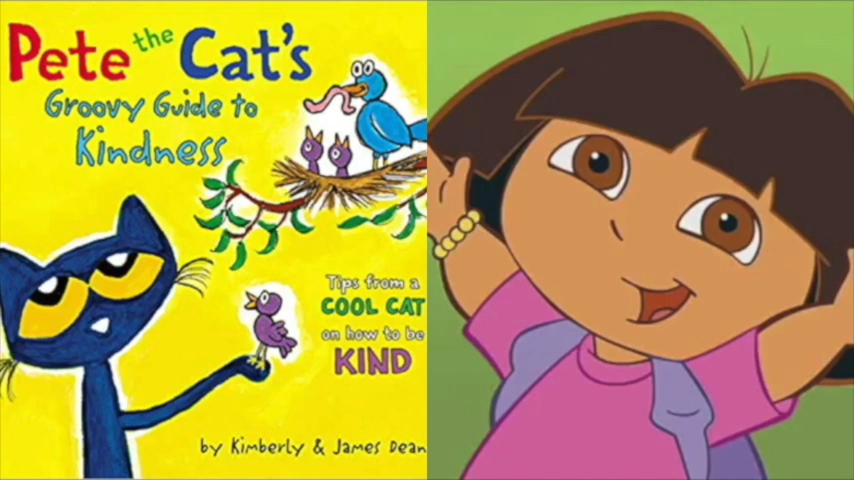 Pete the Cat's
Groovy Guide to
Kindness
Tips from a
COOL CAT
on how to be
KIND
by Kimberly & James Dean